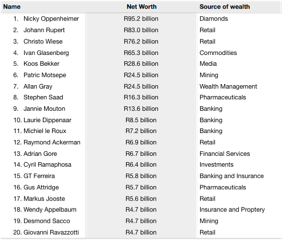 Name Net Worth Source of wealth
1. Nicky Oppenheimer R95.2 billion Diamonds
2. Johann Rupert R83.0 billion Retail
3. Christo Wiese R76.2 billion Retail
4. Ivan Glasenberg R65.3 billion Commodities
5. Koos Bekker R28.6 billion Media
6. Patric Motsepe R24.5 billion Mining
7. Allan Gray R24.5 billion Wealth Management
8. Stephen Saad R16.3 billion Pharmaceuticals
9. Jannie Mouton R13.6 billion Banking
10. Laurie Dippenaar R8.5 billion Banking
11. Michiel le Roux R7.2 billion Banking
12. Raymond Ackerman R6.9 billion Retail
13. Adrian Gore R6.7 billion Financial Services
14. Cyril Ramaphosa R6.4 billion Investments
15. GT Ferreira R5.8 billion Banking and Insurance
16. Gus Attridge R5.7 billion Pharmaceuticals
17. Markus Jooste R5.6 billion Retail
18. Wendy Appelbaum R4.7 billion Insurance and Proptery
19. Desmond Sacco R4.7 billion Mining
20. Giovanni Ravazzotti R4.7 billion Retail